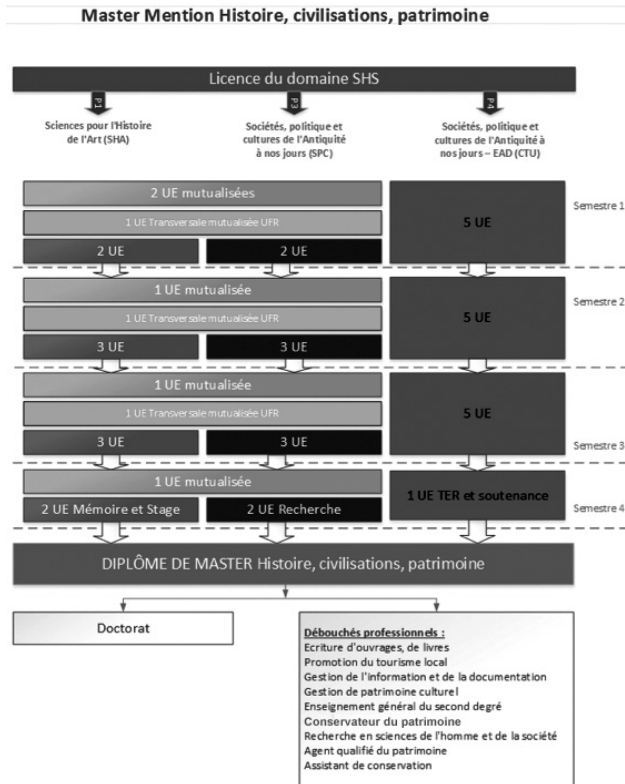 Master Mention Histoire, civilisations, patrimoine
Licence du domaine SHS
P1
P3
P4
Sciences pour l'Histoire
de l'Art (SHA)
Sociétés, politique et
cultures de l'Antiquité
à nos jours (SPC)
Sociétés, politique et
cultures de l'Antiquité à
nos jours – EAD (CTU)
2 UE mutualisées
1 UE Transversale mutualisée UFR
2 UE
2 UE
5 UE
Semestre 1
1 UE mutualisée
1 UE Transversale mutualisée UFR
3 UE
3 UE
5 UE
Semestre 2
1 UE mutualisée
1 UE Transversale mutualisée UFR
3 UE
3 UE
5 UE
Semestre 3
1 UE mutualisée
2 UE Mémoire et Stage
2 UE Recherche
1 UE TER et soutenance
Semestre 4
DIPLÔME DE MASTER Histoire, civilisations, patrimoine
Doctorat
Débouchés professionnels :
Ecriture d'ouvrages, de livres
Promotion du tourisme local
Gestion de l'information et de la documentation
Gestion de patrimoine culturel
Enseignement général du second degré
Conservateur du patrimoine
Recherche en sciences de l'homme et de la société
Agent qualifié du patrimoine
Assistant de conservation